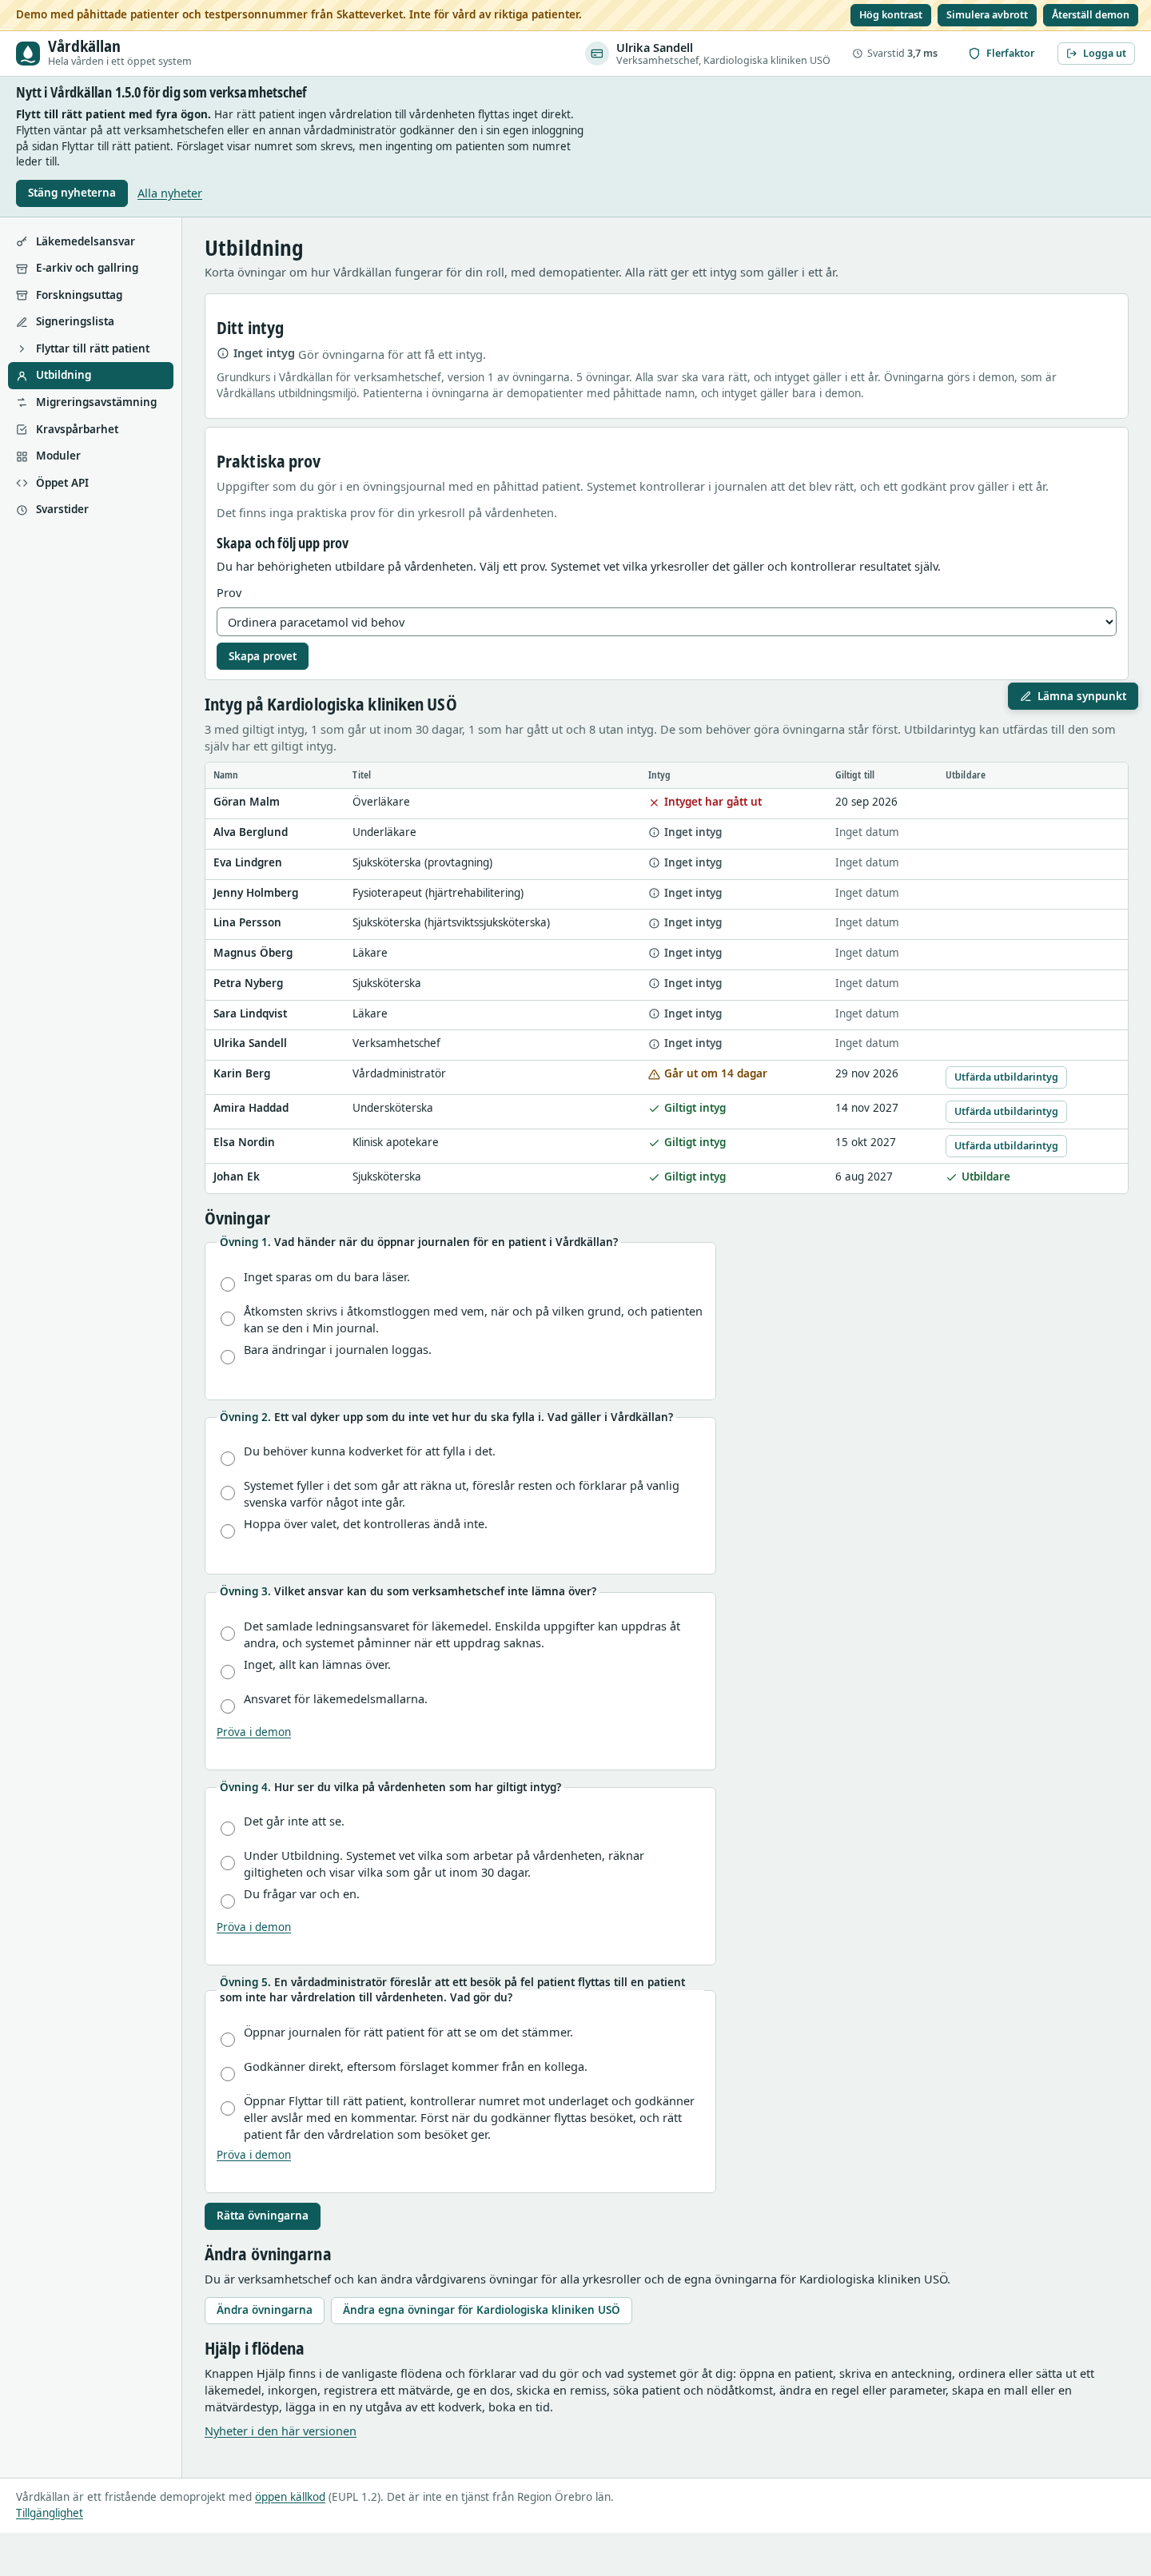 Demo med påhittade patienter och testpersonnummer från Skatteverket. Inte för vård av riktiga patienter.
Hög kontrast
Simulera avbrott
Återställ demon
Vårdkällan
Hela vården i ett öppet system
Ulrika Sandell
Verksamhetschef, Kardiologiska kliniken USÖ
Svarstid 3,7 ms
Flerfaktor
Logga ut
Nytt i Vårdkällan 1.5.0 för dig som verksamhetschef
Flytt till rätt patient med fyra ögon. Har rätt patient ingen vårdrelation till vårdenheten flyttas inget direkt.
Flytten väntar på att verksamhetschefen eller en annan vårdadministratör godkänner den i sin egen inloggning
på sidan Flyttar till rätt patient. Förslaget visar numret som skrevs, men ingenting om patienten som numret
leder till.
Stäng nyheterna
Alla nyheter
Läkemedelsansvar
E-arkiv och gallring
Forskningsuttag
Signeringslista
Flyttar till rätt patient
Utbildning
Migreringsavstämning
Kravspårbarhet
Moduler
Öppet API
Svarstider
Utbildning
Korta övningar om hur Vårdkällan fungerar för din roll, med demopatienter. Alla rätt ger ett intyg som gäller i ett år.
Ditt intyg
Inget intyg Gör övningarna för att få ett intyg.
Grundkurs i Vårdkällan för verksamhetschef, version 1 av övningarna. 5 övningar. Alla svar ska vara rätt, och intyget gäller i ett år. Övningarna görs i demon, som är
Vårdkällans utbildningsmiljö. Patienterna i övningarna är demopatienter med påhittade namn, och intyget gäller bara i demon.
Praktiska prov
Uppgifter som du gör i en övningsjournal med en påhittad patient. Systemet kontrollerar i journalen att det blev rätt, och ett godkänt prov gäller i ett år.
Det finns inga praktiska prov för din yrkesroll på vårdenheten.
Skapa och följ upp prov
Du har behörigheten utbildare på vårdenheten. Välj ett prov. Systemet vet vilka yrkesroller det gäller och kontrollerar resultatet själv.
Prov
Ordinera paracetamol vid behov
Skapa provet
Lämna synpunkt
Intyg på Kardiologiska kliniken USÖ
3 med giltigt intyg, 1 som går ut inom 30 dagar, 1 som har gått ut och 8 utan intyg. De som behöver göra övningarna står först. Utbildarintyg kan utfärdas till den som
själv har ett giltigt intyg.
Namn Titel Intyg Giltigt till Utbildare
Göran Malm Överläkare Intyget har gått ut 20 sep 2026
Alva Berglund Underläkare Inget intyg Inget datum
Eva Lindgren Sjuksköterska (provtagning) Inget intyg Inget datum
Jenny Holmberg Fysioterapeut (hjärtrehabilitering) Inget intyg Inget datum
Lina Persson Sjuksköterska (hjärtsviktssjuksköterska) Inget intyg Inget datum
Magnus Öberg Läkare Inget intyg Inget datum
Petra Nyberg Sjuksköterska Inget intyg Inget datum
Sara Lindqvist Läkare Inget intyg Inget datum
Ulrika Sandell Verksamhetschef Inget intyg Inget datum
Karin Berg Vårdadministratör Går ut om 14 dagar 29 nov 2026 Utfärda utbildarintyg
Amira Haddad Undersköterska Giltigt intyg 14 nov 2027 Utfärda utbildarintyg
Elsa Nordin Klinisk apotekare Giltigt intyg 15 okt 2027 Utfärda utbildarintyg
Johan Ek Sjuksköterska Giltigt intyg 6 aug 2027 Utbildare
Övningar
Övning 1. Vad händer när du öppnar journalen för en patient i Vårdkällan?
Inget sparas om du bara läser.
Åtkomsten skrivs i åtkomstloggen med vem, när och på vilken grund, och patienten
kan se den i Min journal.
Bara ändringar i journalen loggas.
Övning 2. Ett val dyker upp som du inte vet hur du ska fylla i. Vad gäller i Vårdkällan?
Du behöver kunna kodverket för att fylla i det.
Systemet fyller i det som går att räkna ut, föreslår resten och förklarar på vanlig
svenska varför något inte går.
Hoppa över valet, det kontrolleras ändå inte.
Övning 3. Vilket ansvar kan du som verksamhetschef inte lämna över?
Det samlade ledningsansvaret för läkemedel. Enskilda uppgifter kan uppdras åt
andra, och systemet påminner när ett uppdrag saknas.
Inget, allt kan lämnas över.
Ansvaret för läkemedelsmallarna.
Pröva i demon
Övning 4. Hur ser du vilka på vårdenheten som har giltigt intyg?
Det går inte att se.
Under Utbildning. Systemet vet vilka som arbetar på vårdenheten, räknar
giltigheten och visar vilka som går ut inom 30 dagar.
Du frågar var och en.
Pröva i demon
Övning 5. En vårdadministratör föreslår att ett besök på fel patient flyttas till en patient
som inte har vårdrelation till vårdenheten. Vad gör du?
Öppnar journalen för rätt patient för att se om det stämmer.
Godkänner direkt, eftersom förslaget kommer från en kollega.
Öppnar Flyttar till rätt patient, kontrollerar numret mot underlaget och godkänner
eller avslår med en kommentar. Först när du godkänner flyttas besöket, och rätt
patient får den vårdrelation som besöket ger.
Pröva i demon
Rätta övningarna
Ändra övningarna
Du är verksamhetschef och kan ändra vårdgivarens övningar för alla yrkesroller och de egna övningarna för Kardiologiska kliniken USÖ.
Ändra övningarna
Ändra egna övningar för Kardiologiska kliniken USÖ
Hjälp i flödena
Knappen Hjälp finns i de vanligaste flödena och förklarar vad du gör och vad systemet gör åt dig: öppna en patient, skriva en anteckning, ordinera eller sätta ut ett
läkemedel, inkorgen, registrera ett mätvärde, ge en dos, skicka en remiss, söka patient och nödåtkomst, ändra en regel eller parameter, skapa en mall eller en
mätvärdestyp, lägga in en ny utgåva av ett kodverk, boka en tid.
Nyheter i den här versionen
Vårdkällan är ett fristående demoprojekt med öppen källkod (EUPL 1.2). Det är inte en tjänst från Region Örebro län.
Tillgänglighet